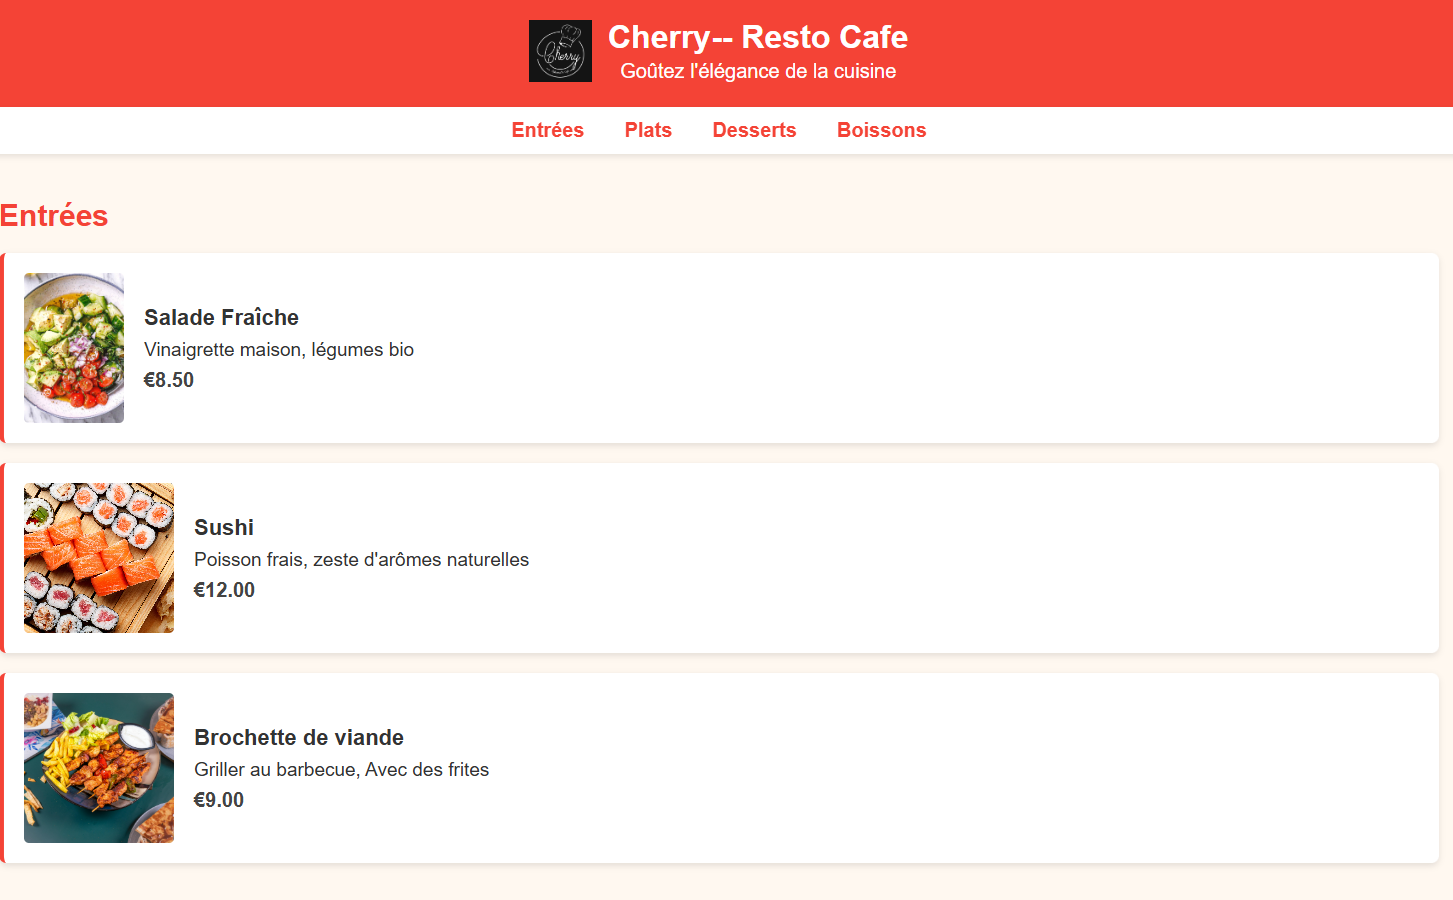 Cherry
Cherry-- Resto Cafe
Goûtez l'élégance de la cuisine
Entrées Plats Desserts Boissons
Entrées
Salade Fraîche
Vinaigrette maison, légumes bio
€8.50
Sushi
Poisson frais, zeste d'arômes naturelles
€12.00
Brochette de viande
Griller au barbecue, Avec des frites
€9.00